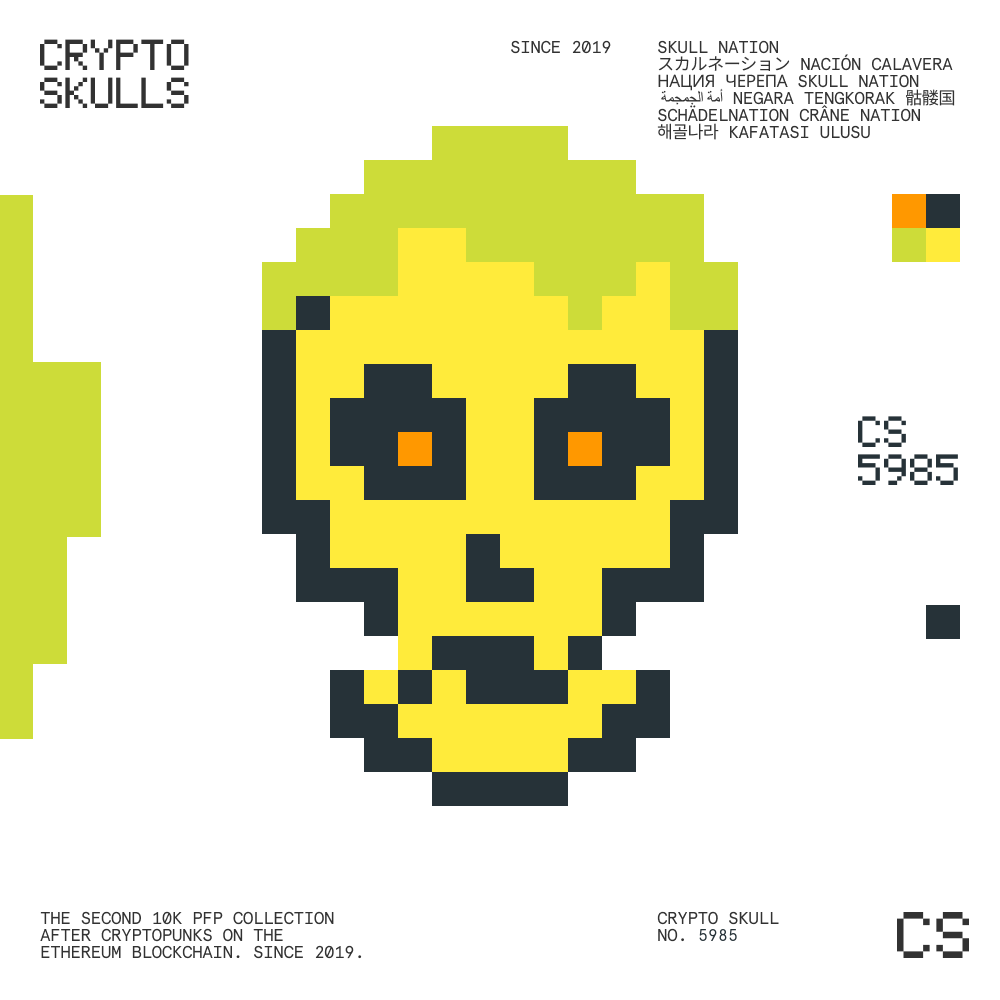 CRYPTO
SKULLS
SINCE 2019
SKULL NATION
スカルネーション NACIÓN CALAVERA
НАЦИЯ ЧЕРЕПА SKULL NATION
أمة الجمجمة NEGARA TENGKORAK 骷髅国
SCHÄDELNATION CRÂNE NATION
해골나라 KAFATASI ULUSU
CS
5985
THE SECOND 10K PFP COLLECTION
AFTER CRYPTOPUNKS ON THE
ETHEREUM BLOCKCHAIN. SINCE 2019.
CRYPTO SKULL
NO. 5985
CS